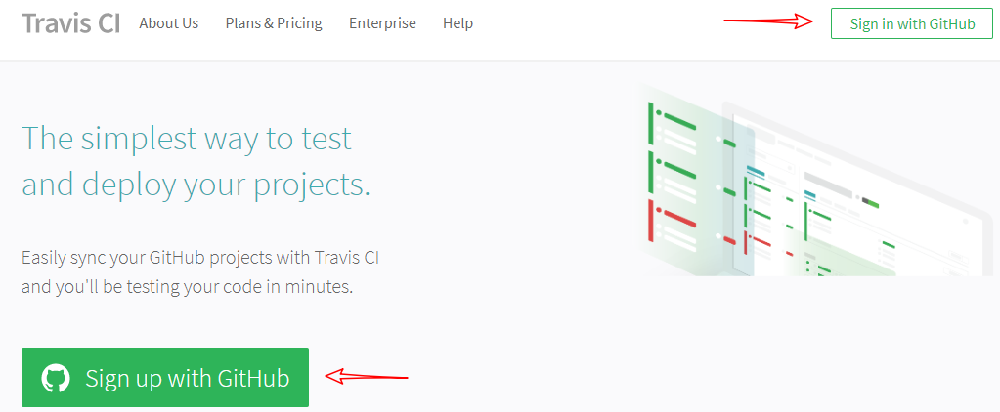 Travis CI About Us Plans & Pricing Enterprise Help Sign in with GitHub
The simplest way to test
and deploy your projects.
Easily sync your GitHub projects with Travis CI
and you'll be testing your code in minutes.
Sign up with GitHub